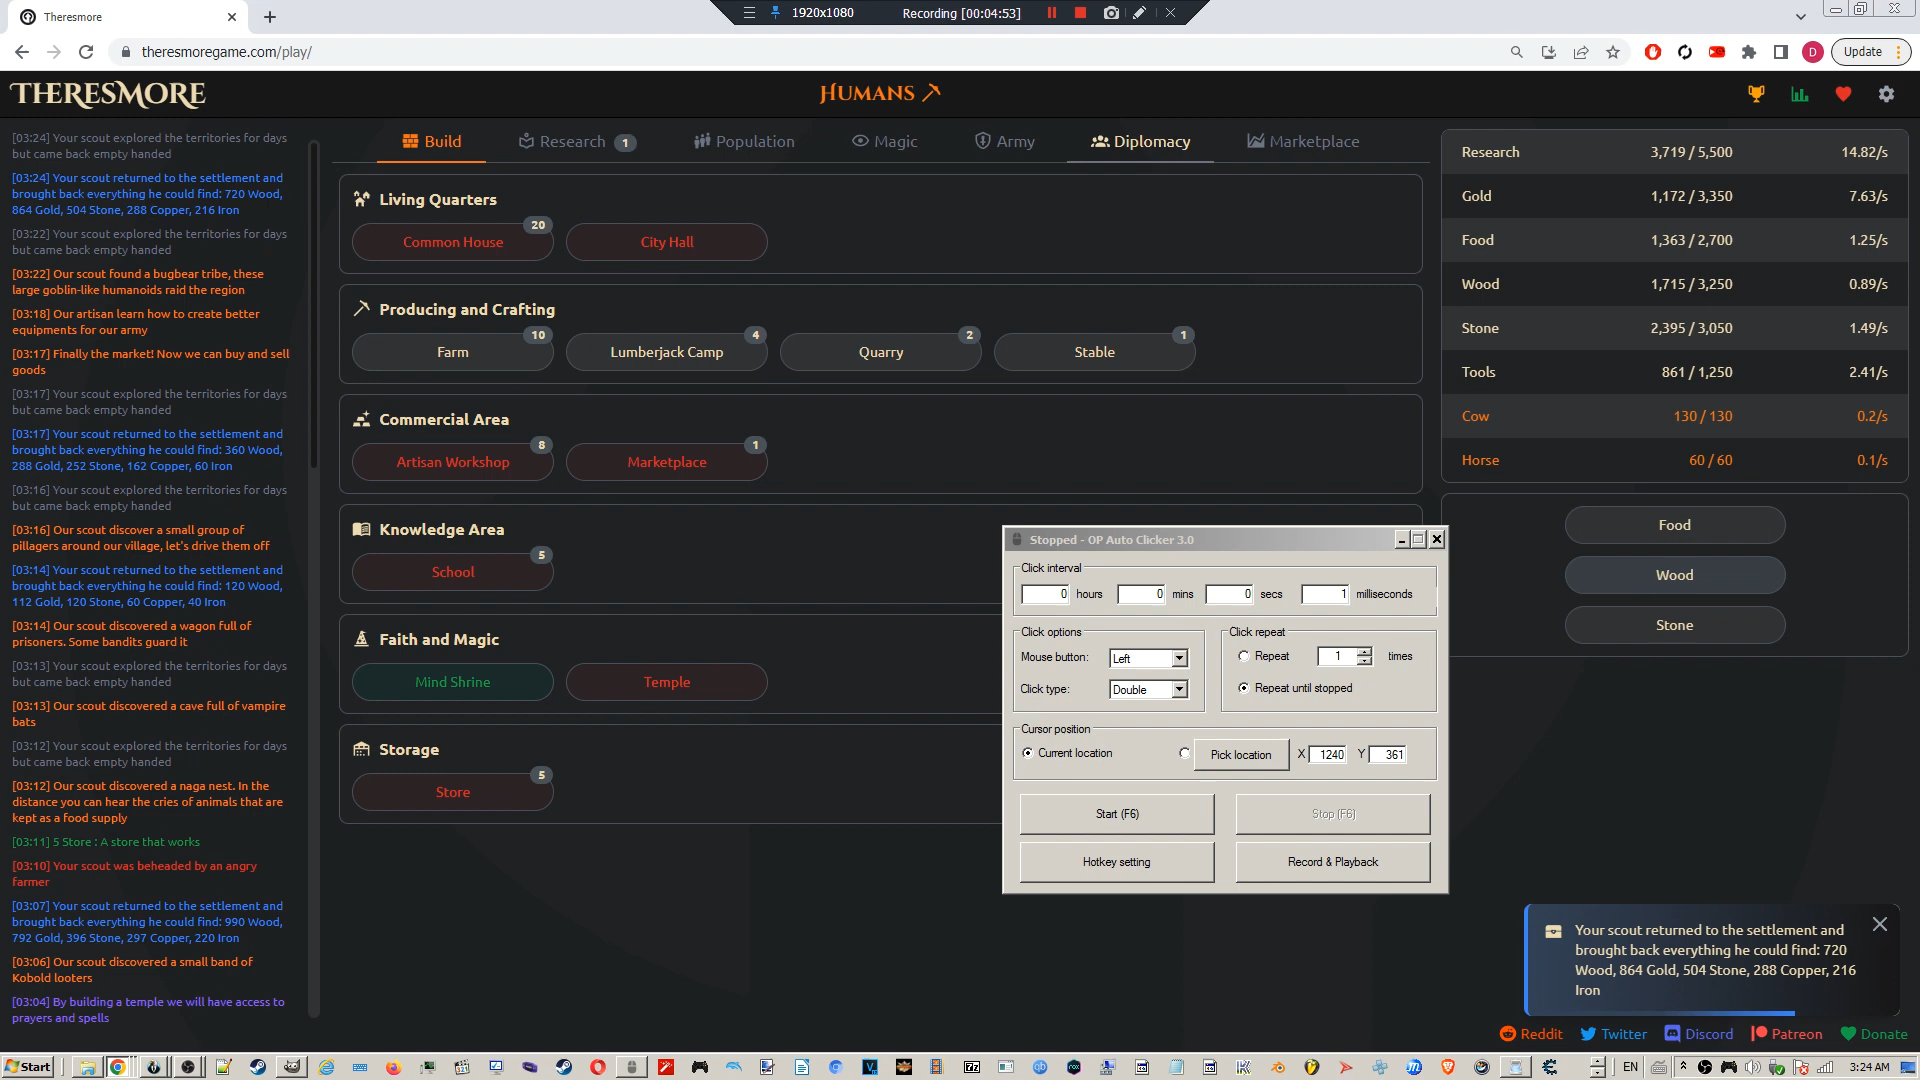 Theresmore
1920x1080
Recording [00:04:53]
theresmoregame.com/play/
D
Update
THERESMORE
HUMANS
[03:24] Your scout explored the territories for days
but came back empty handed
[03:24] Your scout returned to the settlement and
brought back everything he could find: 720 Wood,
864 Gold, 504 Stone, 288 Copper, 216 Iron
[03:22] Your scout explored the territories for days
but came back empty handed
[03:22] Our scout found a bugbear tribe, these
large goblin-like humanoids raid the region
[03:18] Our artisan learn how to create better
equipments for our army
[03:17] Finally the market! Now we can buy and sell
goods
[03:17] Your scout explored the territories for days
but came back empty handed
[03:17] Your scout returned to the settlement and
brought back everything he could find: 360 Wood,
288 Gold, 252 Stone, 162 Copper, 60 Iron
[03:16] Your scout explored the territories for days
but came back empty handed
[03:16] Our scout discover a small group of
pillagers around our village, let's drive them off
[03:14] Your scout returned to the settlement and
brought back everything he could find: 120 Wood,
112 Gold, 120 Stone, 60 Copper, 40 Iron
[03:14] Our scout discovered a wagon full of
prisoners. Some bandits guard it
[03:13] Your scout explored the territories for days
but came back empty handed
[03:13] Our scout discovered a cave full of vampire
bats
[03:12] Your scout explored the territories for days
but came back empty handed
[03:12] Our scout discovered a naga nest. In the
distance you can hear the cries of animals that are
kept as a food supply
[03:11] 5 Store : A store that works
[03:10] Your scout was beheaded by an angry
farmer
[03:07] Your scout returned to the settlement and
brought back everything he could find: 990 Wood,
792 Gold, 396 Stone, 297 Copper, 220 Iron
[03:06] Our scout discovered a small band of
Kobold looters
[03:04] By building a temple we will have access to
prayers and spells
Build Research 1 Population Magic Army Diplomacy Marketplace
Living Quarters
Common House 20 City Hall
Producing and Crafting
Farm 10 Lumberjack Camp 4 Quarry 2 Stable 1
Commercial Area
Artisan Workshop 8 Marketplace 1
Knowledge Area
School 5
Faith and Magic
Mind Shrine Temple
Storage
Store 5
Research 3,719 / 5,500 14.82/s
Gold 1,172 / 3,350 7.63/s
Food 1,363 / 2,700 1.25/s
Wood 1,715 / 3,250 0.89/s
Stone 2,395 / 3,050 1.49/s
Tools 861 / 1,250 2.41/s
Cow 130 / 130 0.2/s
Horse 60 / 60 0.1/s
Food
Wood
Stone
Stopped - OP Auto Clicker 3.0
Click interval
0 hours 0 mins 0 secs 1 milliseconds
Click options
Mouse button: Left
Click type: Double
Click repeat
Repeat 1 times
Repeat until stopped
Cursor position
Current location Pick location X 1240 Y 361
Start (F6) Stop (F6)
Hotkey setting Record & Playback
Your scout returned to the settlement and
brought back everything he could find: 720
Wood, 864 Gold, 504 Stone, 288 Copper, 216
Iron
Reddit Twitter Discord Patreon Donate
Start
EN
3:24 AM